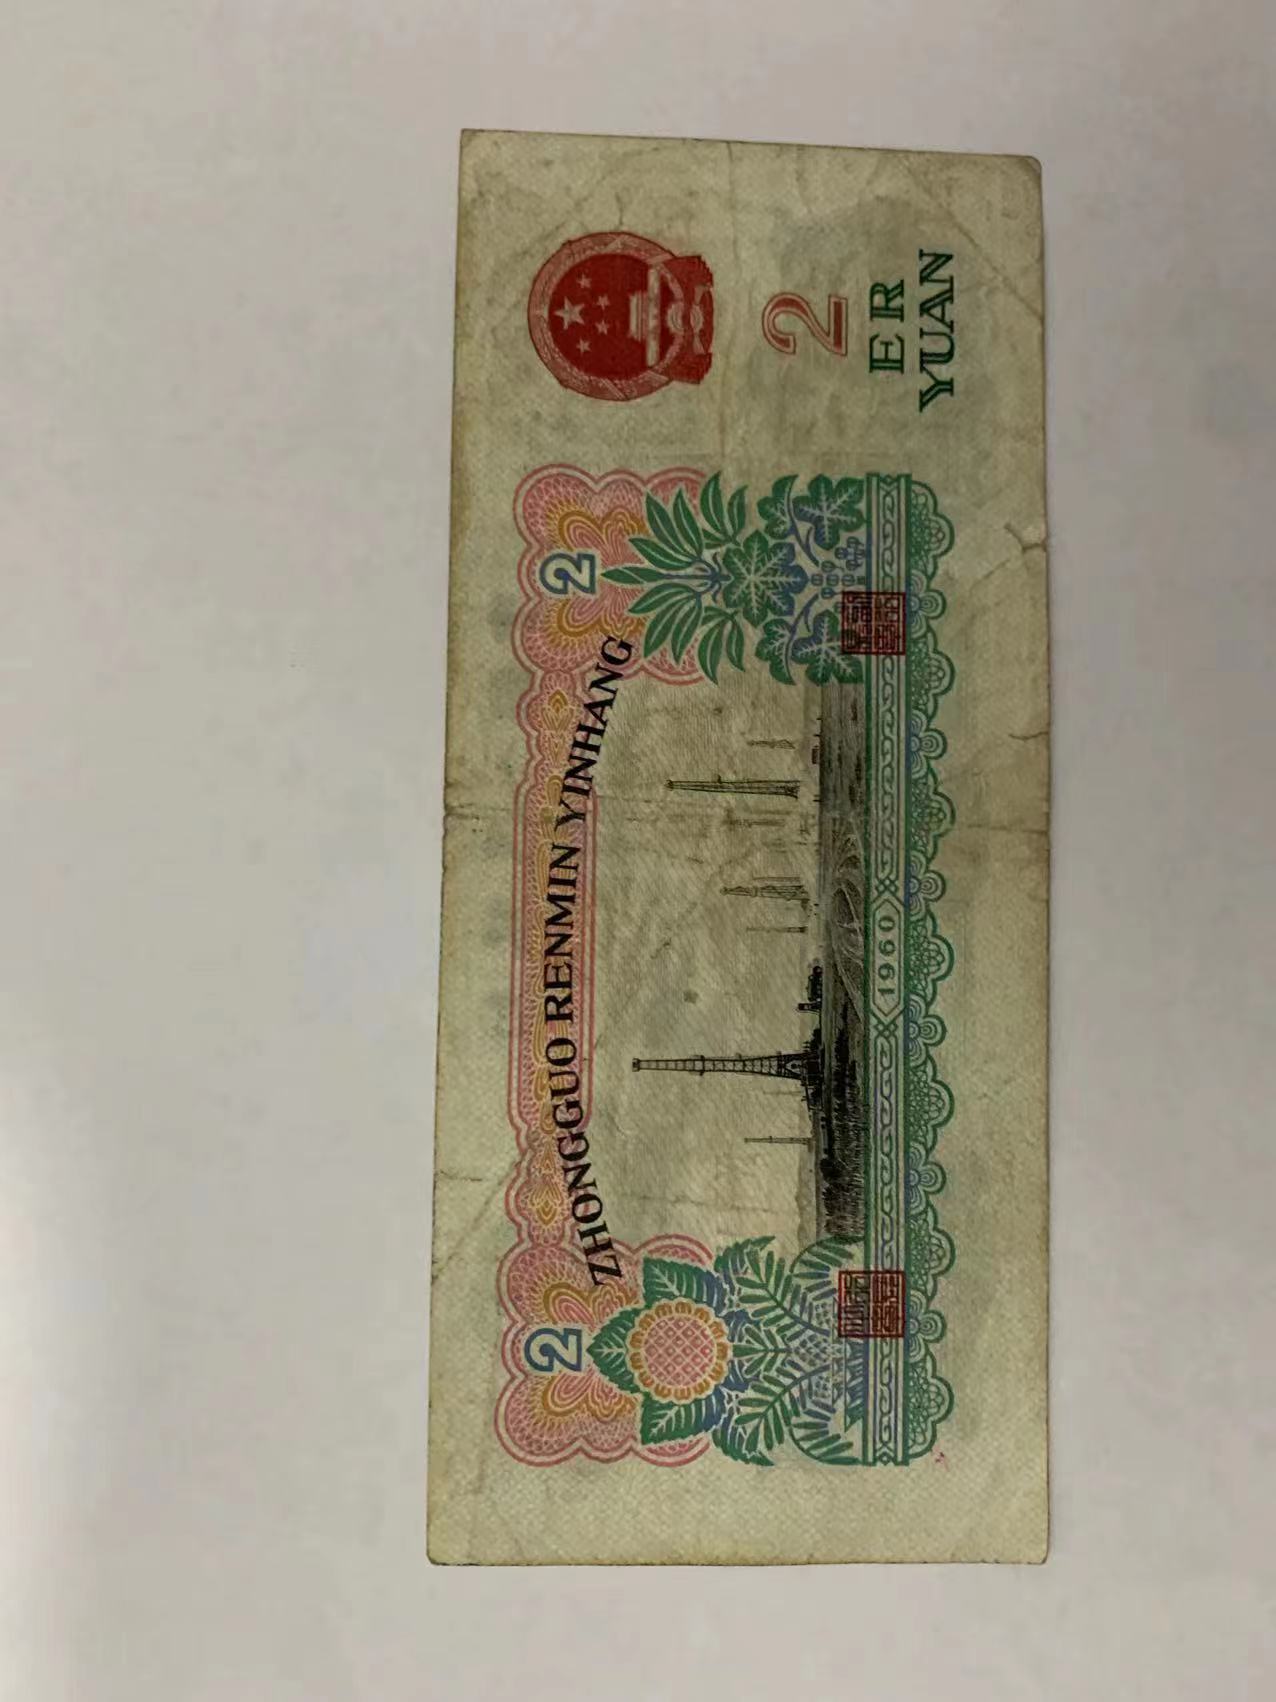 ZHONGGUO RENMIN YINHANG
2
2
2
ER
YUAN
1960